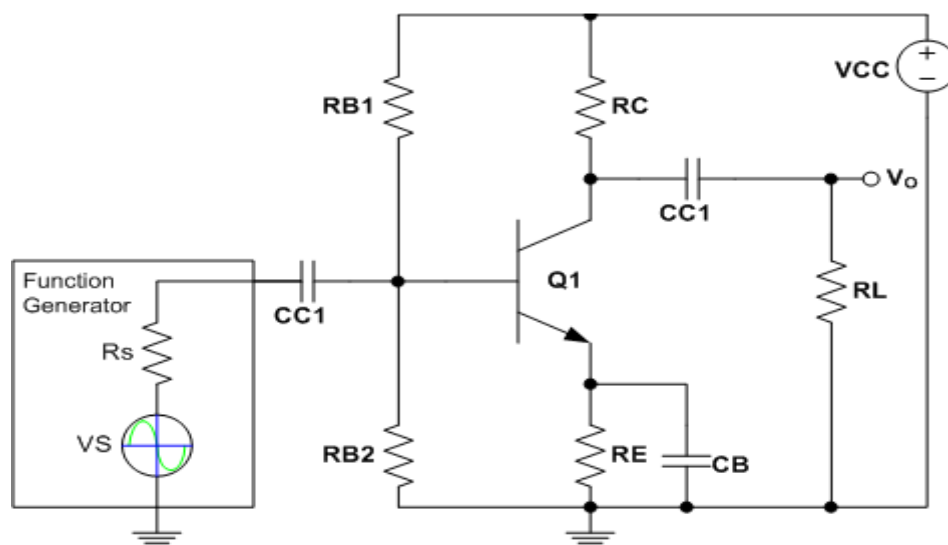 VCC
+
−
RB1
RC
Vo
CC1
Function
Generator
Q1
RL
CC1
Rs
VS
RB2
RE
CB